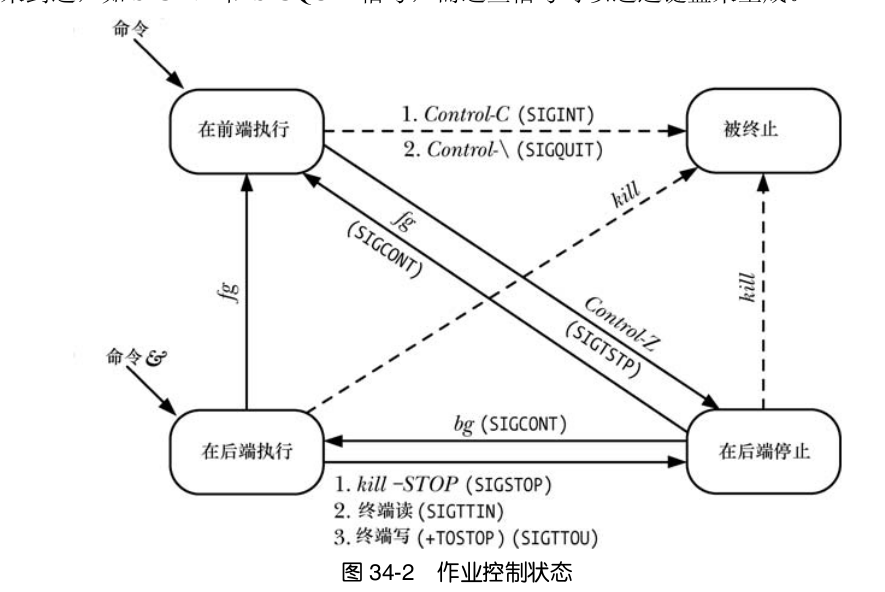 命令
在前端执行
1. Control-C (SIGINT)
2. Control-\ (SIGQUIT)
被终止
kill
fg
(SIGCONT)
fg
kill
Control-Z
(SIGTSTP)
命令&
在后端执行
bg (SIGCONT)
在后端停止
1. kill –STOP (SIGSTOP)
2. 终端读 (SIGTTIN)
3. 终端写 (+TOSTOP) (SIGTTOU)
图 34-2 作业控制状态